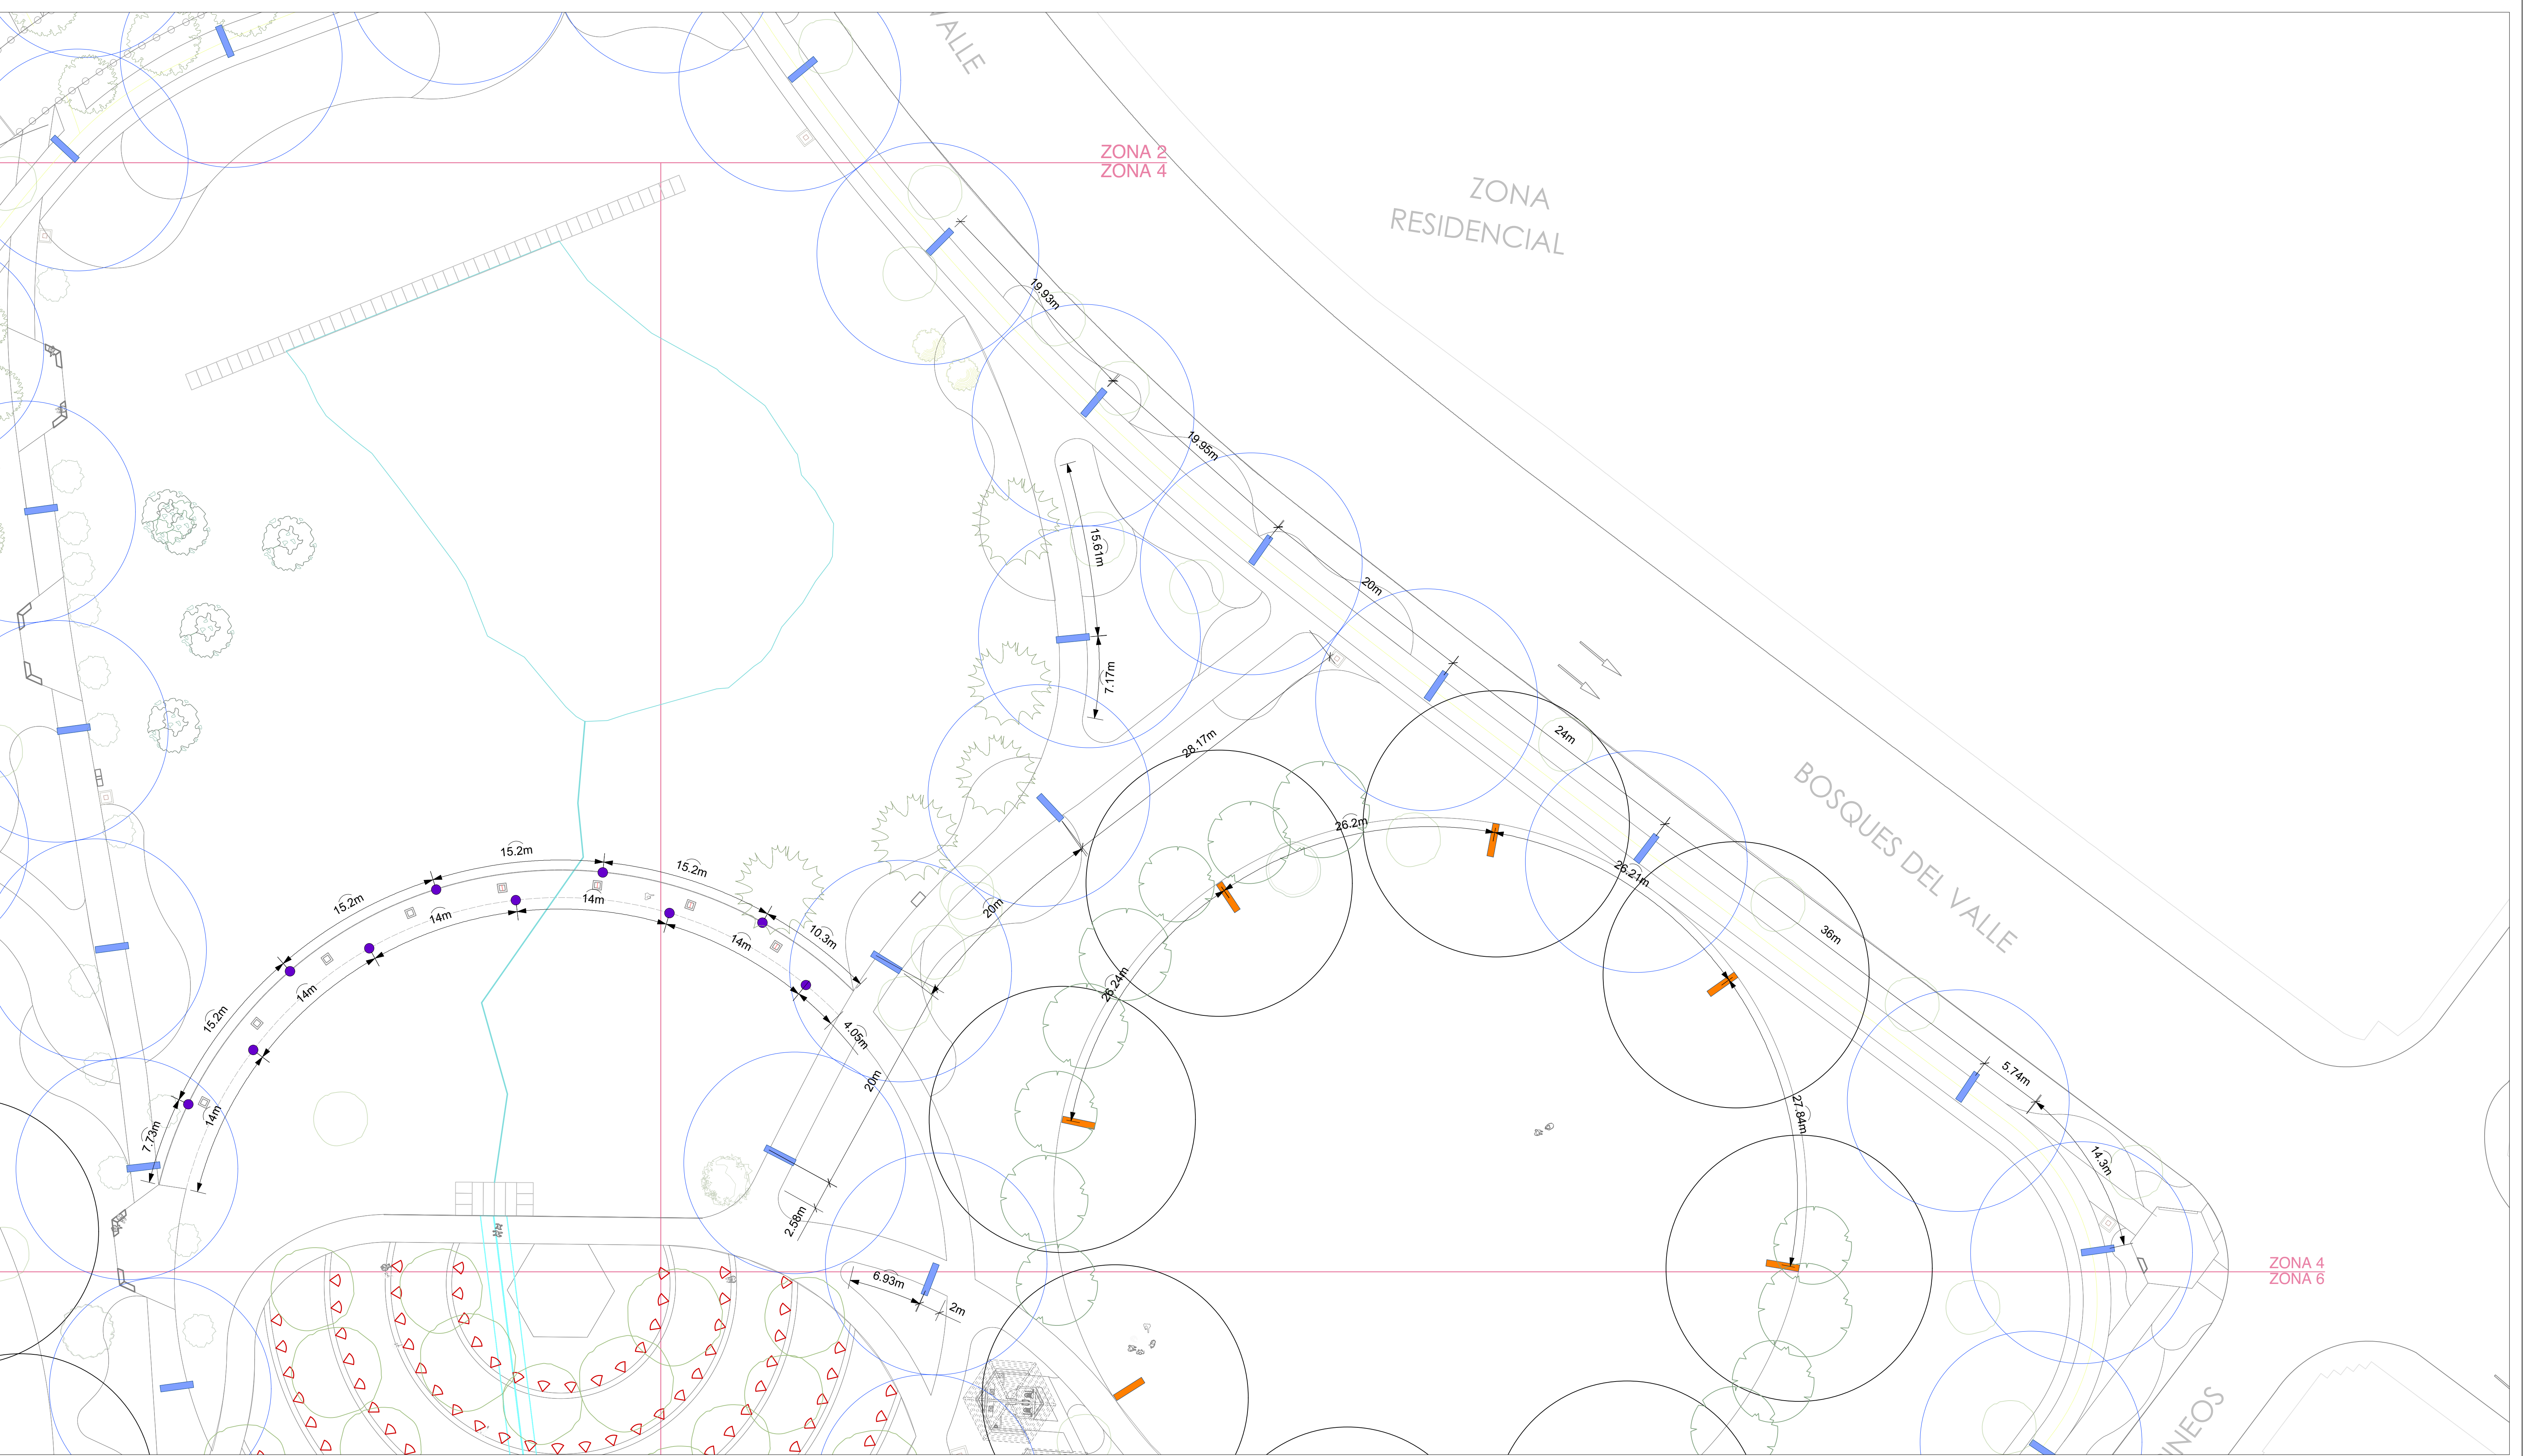 VALLE
ZONA 2
ZONA 4
ZONA
RESIDENCIAL
19.93m
19.95m
15.61m
20m
7.17m
28.17m
24m
BOSQUES DEL VALLE
26.2m
26.21m
36m
15.2m
15.2m
15.2m
14m
14m
14m
14m
10.3m
20m
26.24m
15.2m
14m
4.05m
5.74m
20m
27.84m
7.73m
14m
14.3m
2.58m
6.93m
2m
ZONA 4
ZONA 6
INEOS